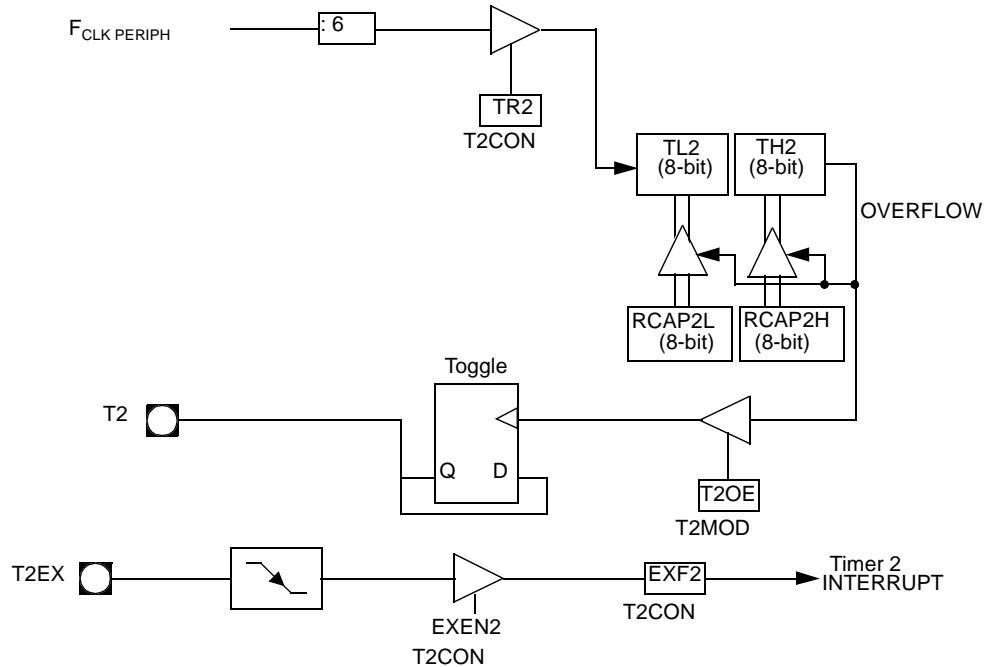 FCLK PERIPH
: 6
TR2
T2CON
TL2
(8-bit)
TH2
(8-bit)
OVERFLOW
RCAP2L
(8-bit)
RCAP2H
(8-bit)
Toggle
T2
Q D
T2OE
T2MOD
T2EX
EXEN2
T2CON
EXF2
T2CON
Timer 2
INTERRUPT